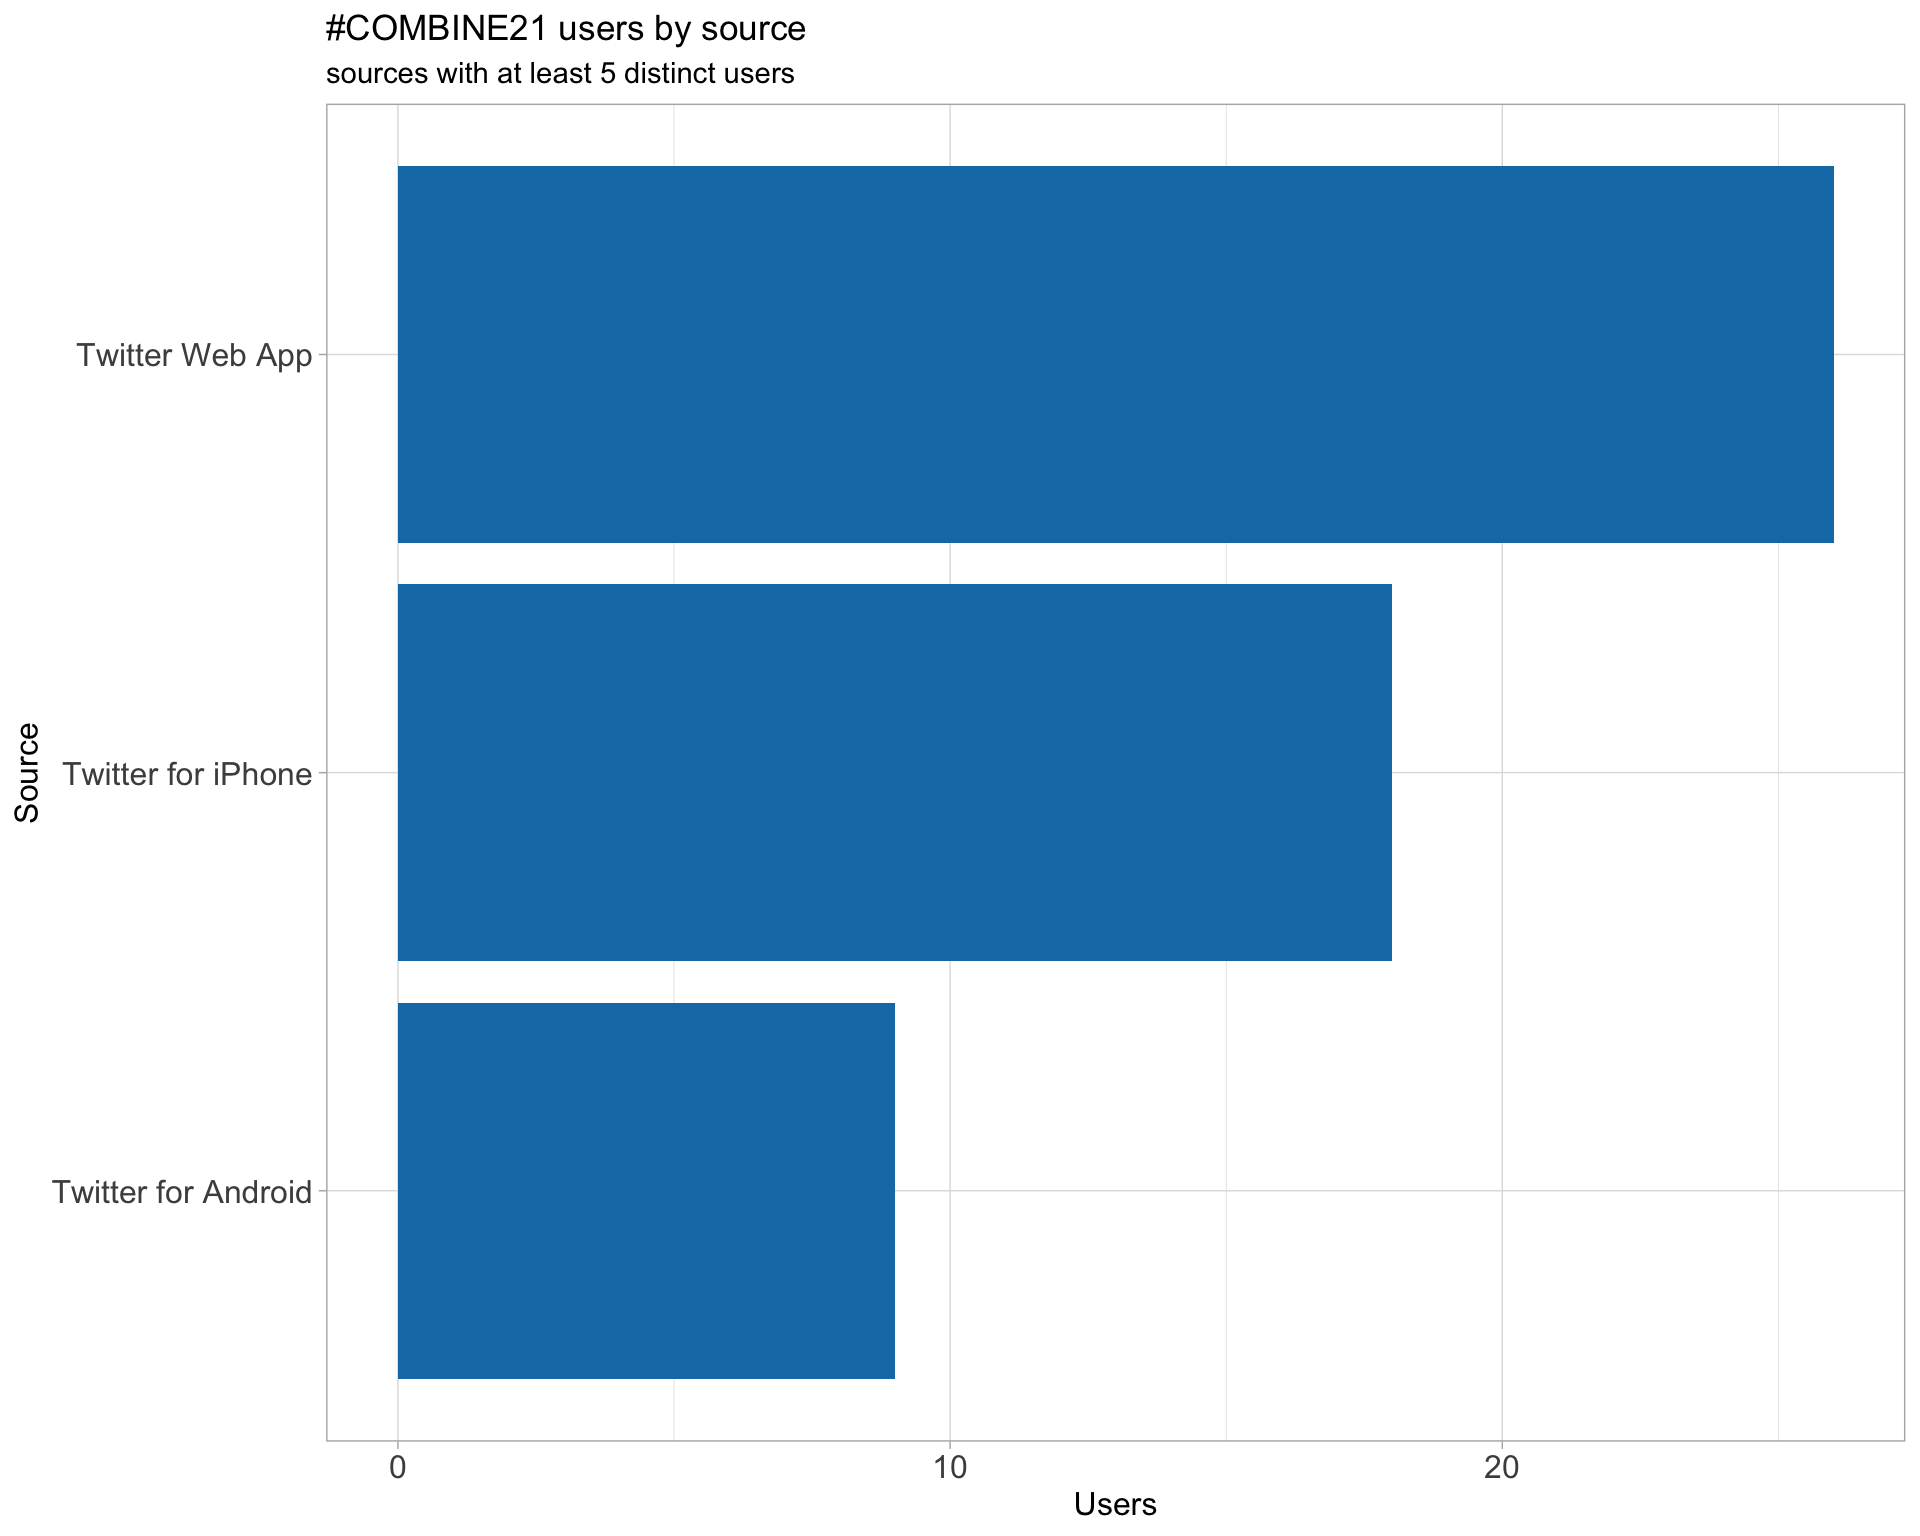 #COMBINE21 users by source
sources with at least 5 distinct users
Source
Twitter Web App
Twitter for iPhone
Twitter for Android
0 10 20
Users